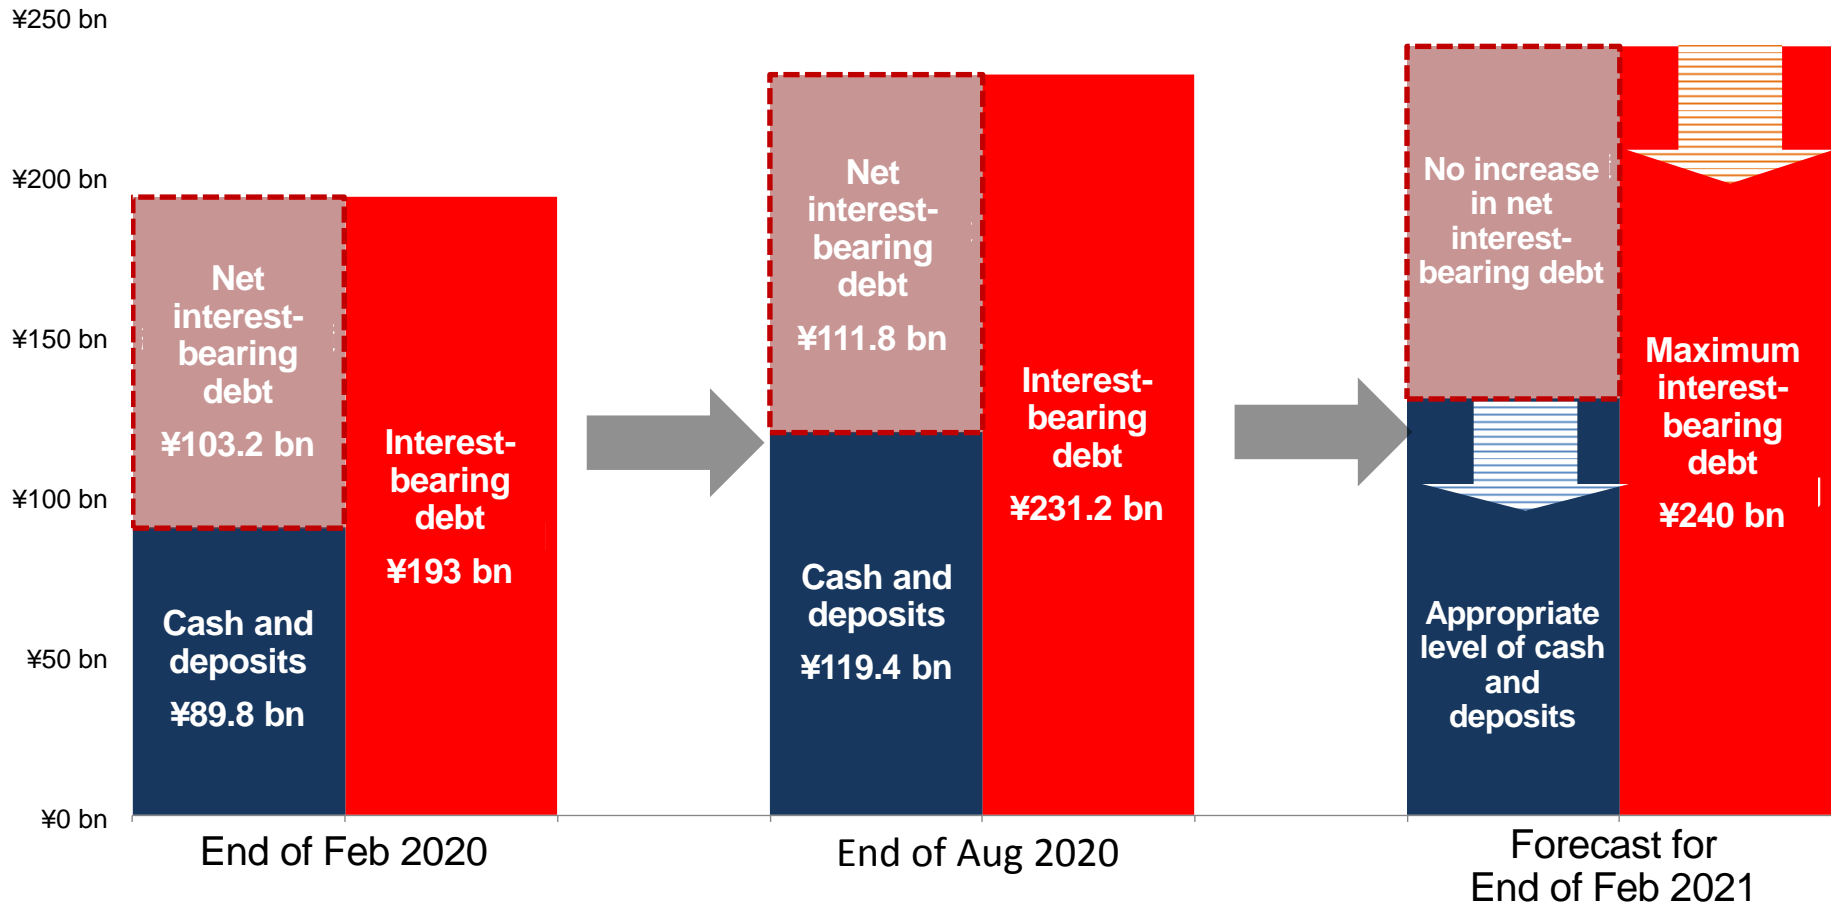 ¥250 bn
¥200 bn
¥150 bn
¥100 bn
¥50 bn
¥0 bn
Net
interest-
bearing
debt
¥103.2 bn
Cash and
deposits
¥89.8 bn
Interest-
bearing
debt
¥193 bn
End of Feb 2020
Net
interest-
bearing
debt
¥111.8 bn
Cash and
deposits
¥119.4 bn
Interest-
bearing
debt
¥231.2 bn
End of Aug 2020
No increase
in net
interest-
bearing debt
Appropriate
level of cash
and
deposits
Maximum
interest-
bearing
debt
¥240 bn
Forecast for
End of Feb 2021